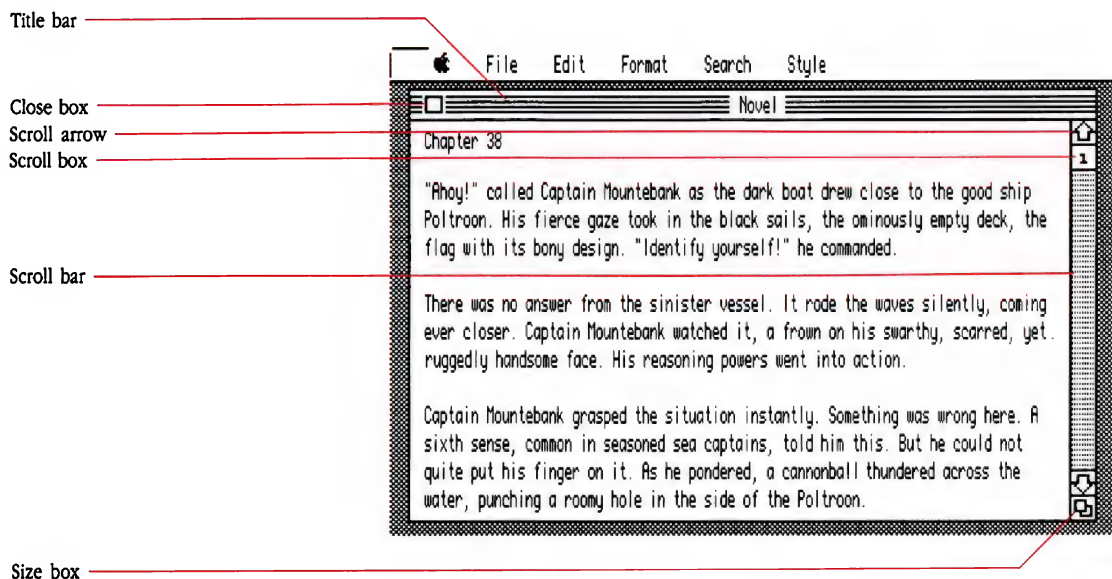 Title bar
File Edit Format Search Style
Close box
Novel
Scroll arrow
Chapter 38
Scroll box
1
"Ahoy!" called Captain Mountebank as the dark boat drew close to the good ship
Poltroon. His fierce gaze took in the black sails, the ominously empty deck, the
flag with its bony design. "Identify yourself!" he commanded.
Scroll bar
There was no answer from the sinister vessel. It rode the waves silently, coming
ever closer. Captain Mountebank watched it, a frown on his swarthy, scarred, yet
ruggedly handsome face. His reasoning powers went into action.
Captain Mountebank grasped the situation instantly. Something was wrong here. A
sixth sense, common in seasoned sea captains, told him this. But he could not
quite put his finger on it. As he pondered, a cannonball thundered across the
water, punching a roomy hole in the side of the Poltroon.
Size box